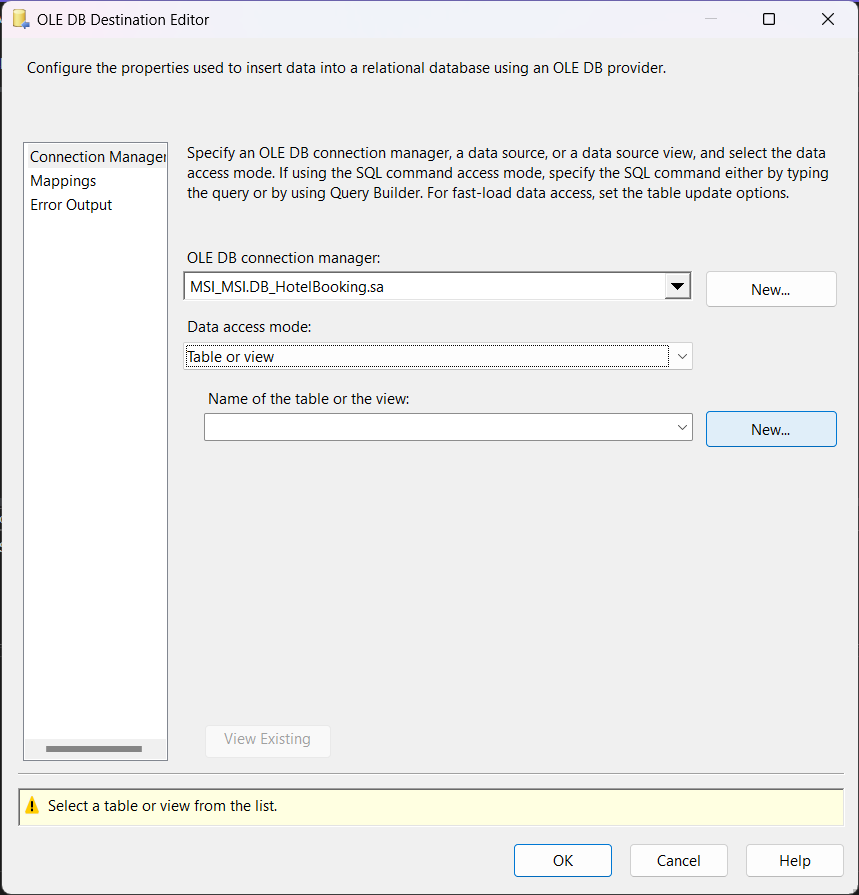 OLE DB Destination Editor
Configure the properties used to insert data into a relational database using an OLE DB provider.
Connection Manager
Mappings
Error Output
Specify an OLE DB connection manager, a data source, or a data source view, and select the data
access mode. If using the SQL command access mode, specify the SQL command either by typing
the query or by using Query Builder. For fast-load data access, set the table update options.
OLE DB connection manager:
MSI_MSI.DB_HotelBooking.sa
New...
Data access mode:
Table or view
Name of the table or the view:
New...
View Existing
Select a table or view from the list.
OK
Cancel
Help